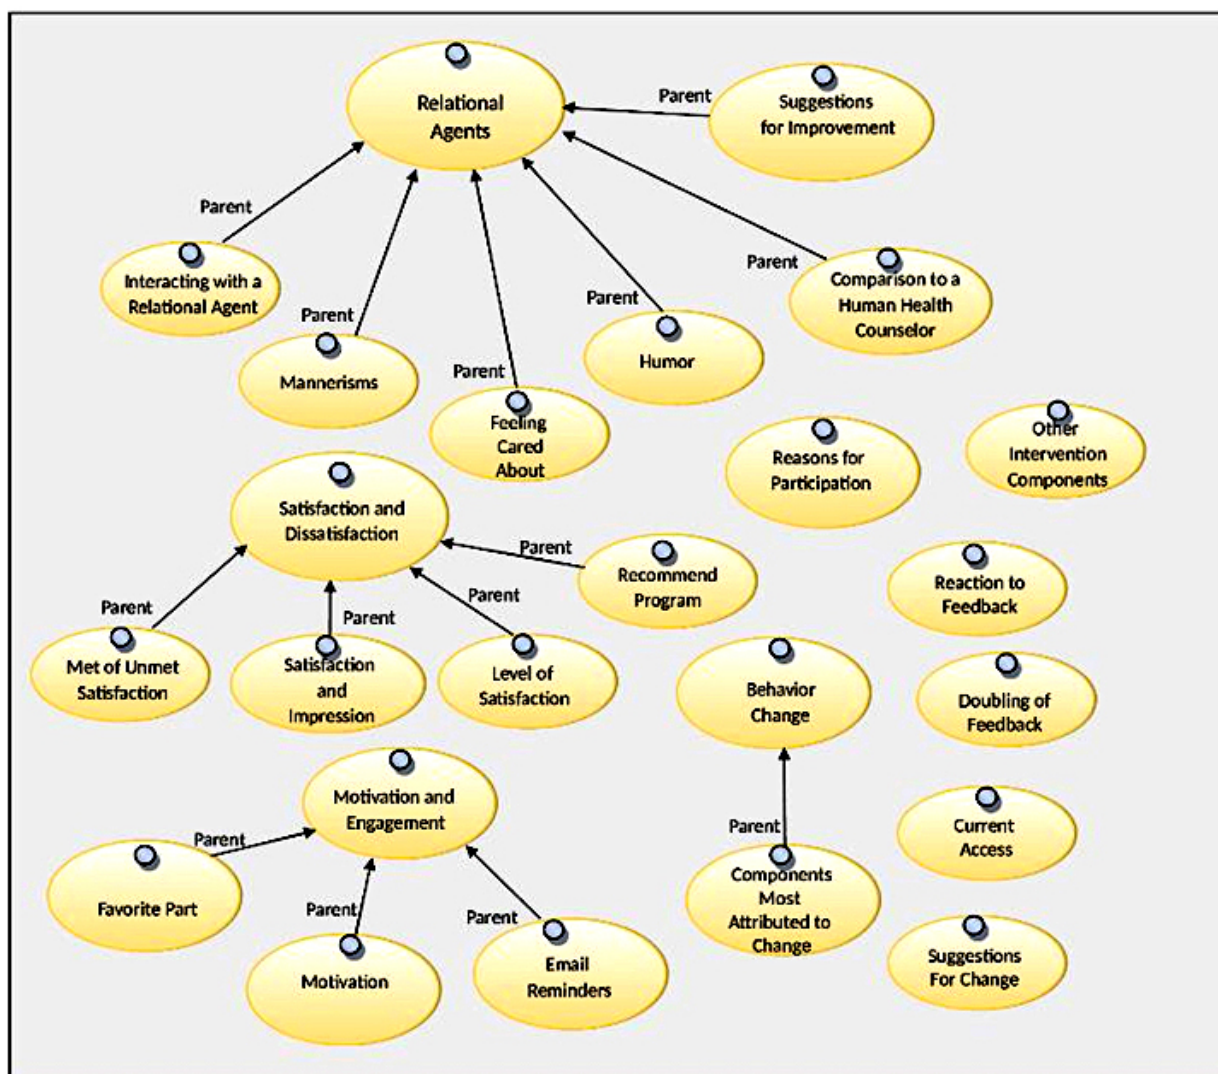 Relational
Agents
Parent
Suggestions
for Improvement
Parent
Interacting with a
Relational Agent
Parent
Mannerisms
Parent
Feeling
Cared
About
Parent
Humor
Parent
Comparison to a
Human Health
Counselor
Reasons for
Participation
Other
Intervention
Components
Satisfaction and
Dissatisfaction
Parent
Recommend
Program
Parent
Met of Unmet
Satisfaction
Parent
Satisfaction
and
Impression
Parent
Level of
Satisfaction
Reaction to
Feedback
Behavior
Change
Doubling of
Feedback
Motivation and
Engagement
Parent
Favorite Part
Parent
Motivation
Parent
Email
Reminders
Parent
Components
Most
Attributed to
Change
Current
Access
Suggestions
For Change